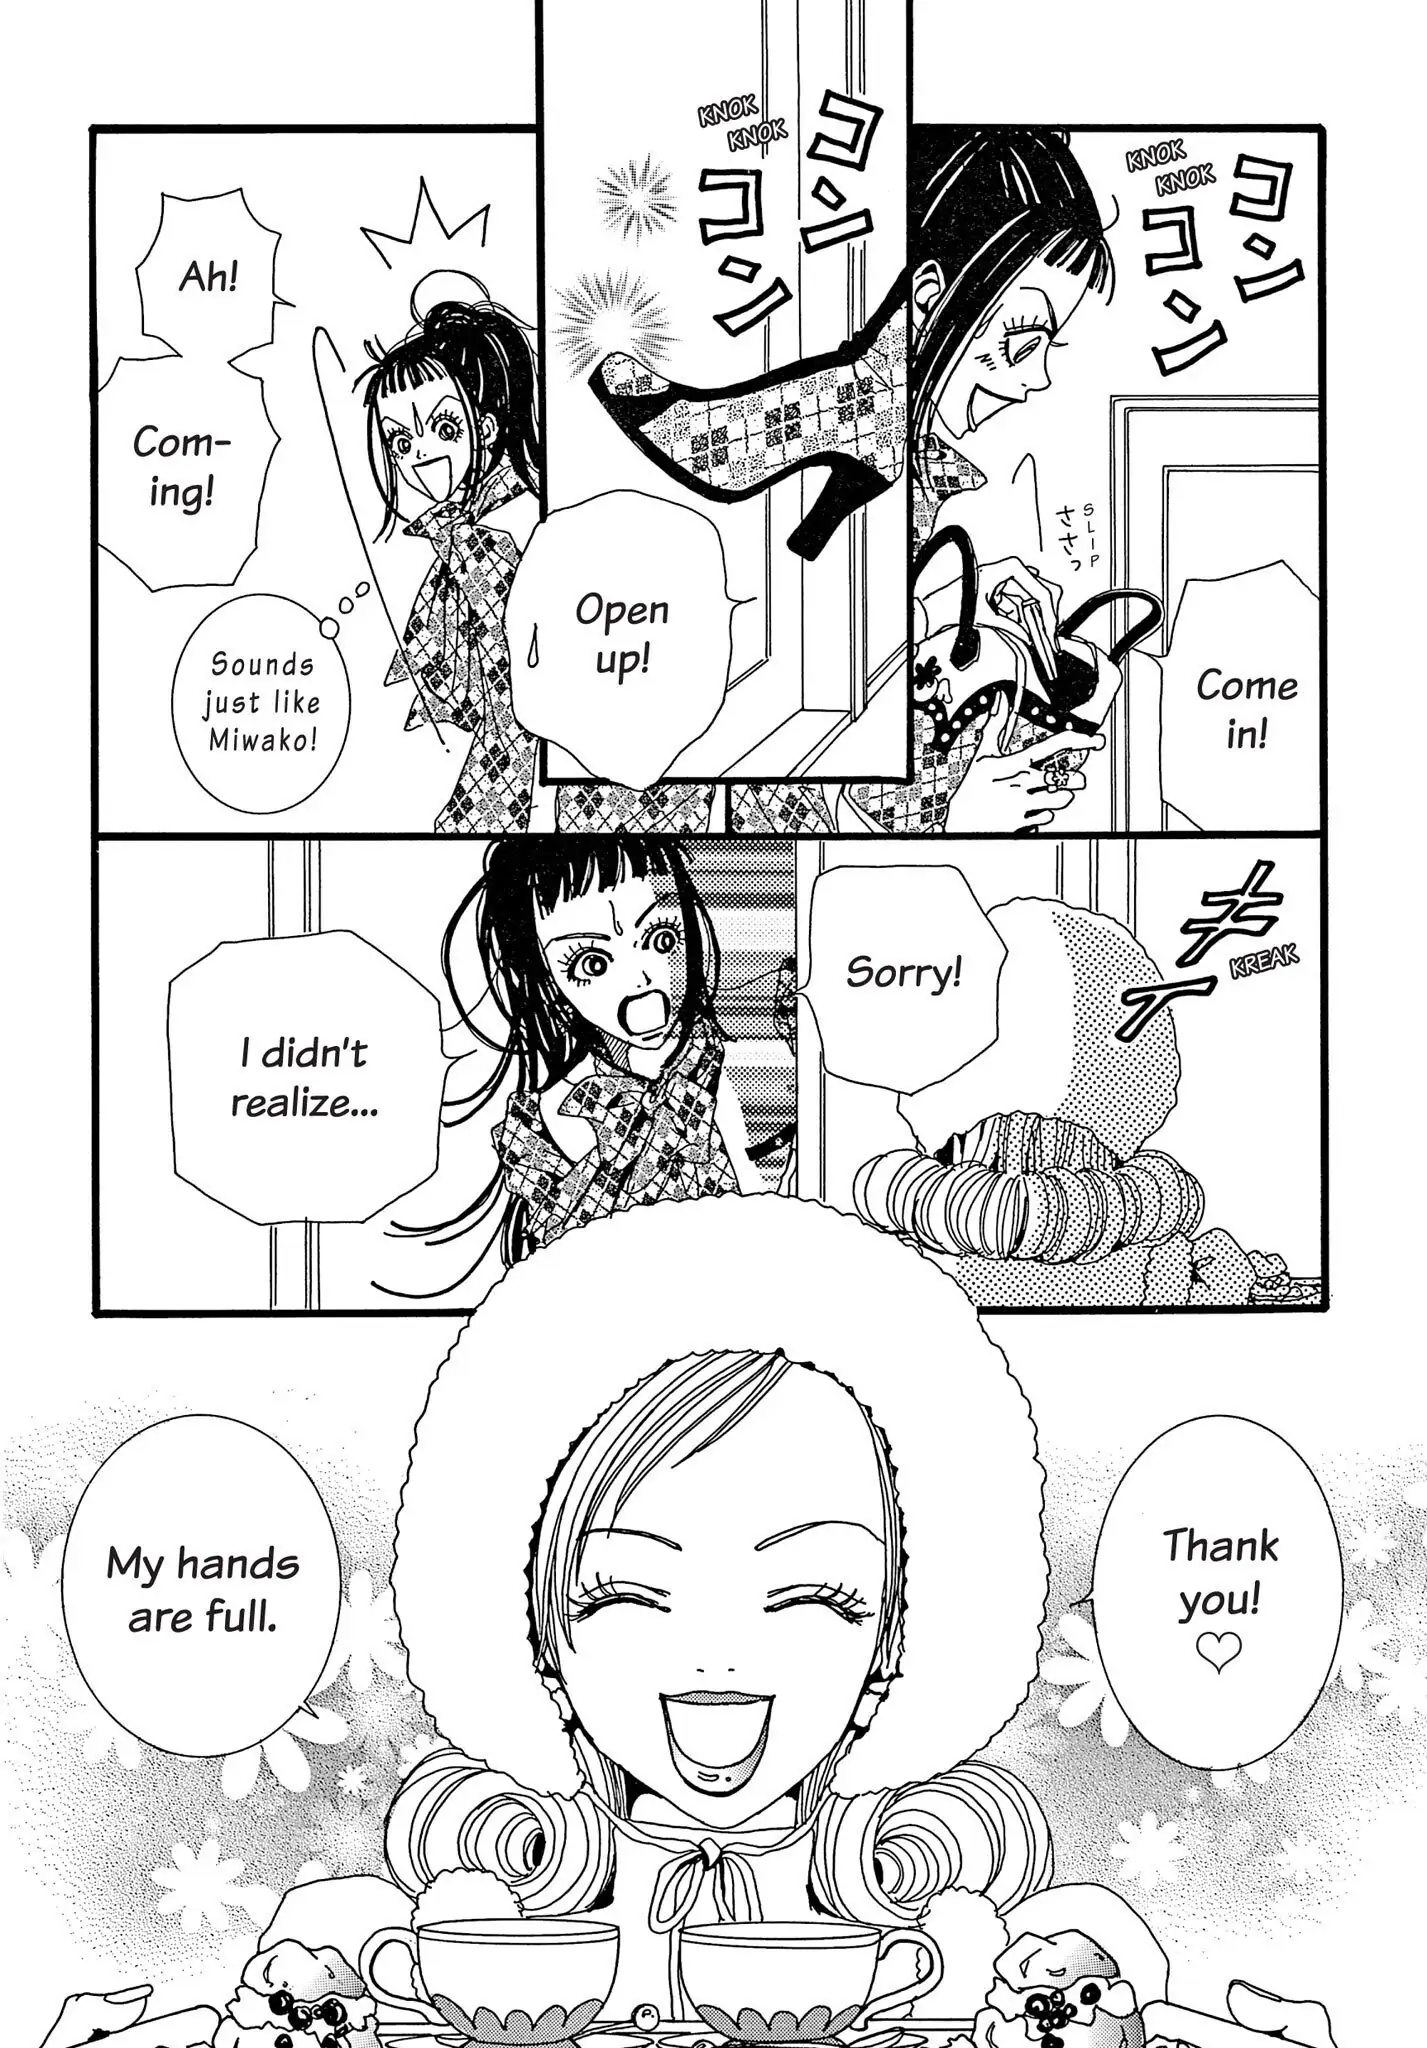 KNOK
KNOK
コン
コン
Come
in!
SLIP
ささっ
KNOK
KNOK
コン
コン
Open
up!
Ah!
Com-
ing!
Sounds
just like
Miwako!
キィ
KREAK
Sorry!
I didn't
realize...
Thank
you!
♡
My hands
are full.